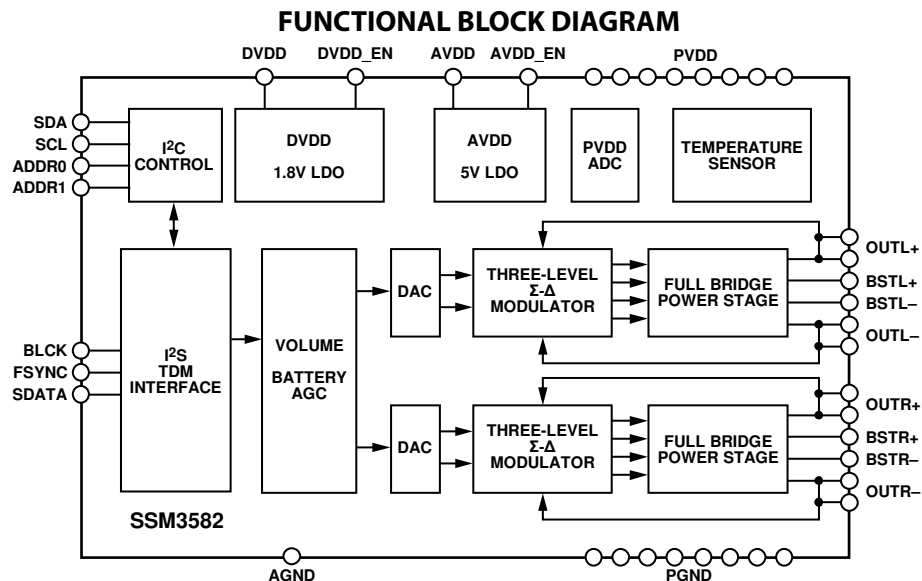 FUNCTIONAL BLOCK DIAGRAM
DVDD
DVDD_EN
AVDD
AVDD_EN
PVDD
SDA
SCL
ADDR0
ADDR1
I²C
CONTROL
DVDD
1.8V LDO
AVDD
5V LDO
PVDD
ADC
TEMPERATURE
SENSOR
BLCK
FSYNC
SDATA
I²S
TDM
INTERFACE
VOLUME
BATTERY
AGC
DAC
THREE-LEVEL
Σ-Δ
MODULATOR
FULL BRIDGE
POWER STAGE
OUTL+
BSTL+
BSTL–
OUTL–
DAC
THREE-LEVEL
Σ-Δ
MODULATOR
FULL BRIDGE
POWER STAGE
OUTR+
BSTR+
BSTR–
OUTR–
SSM3582
AGND
PGND